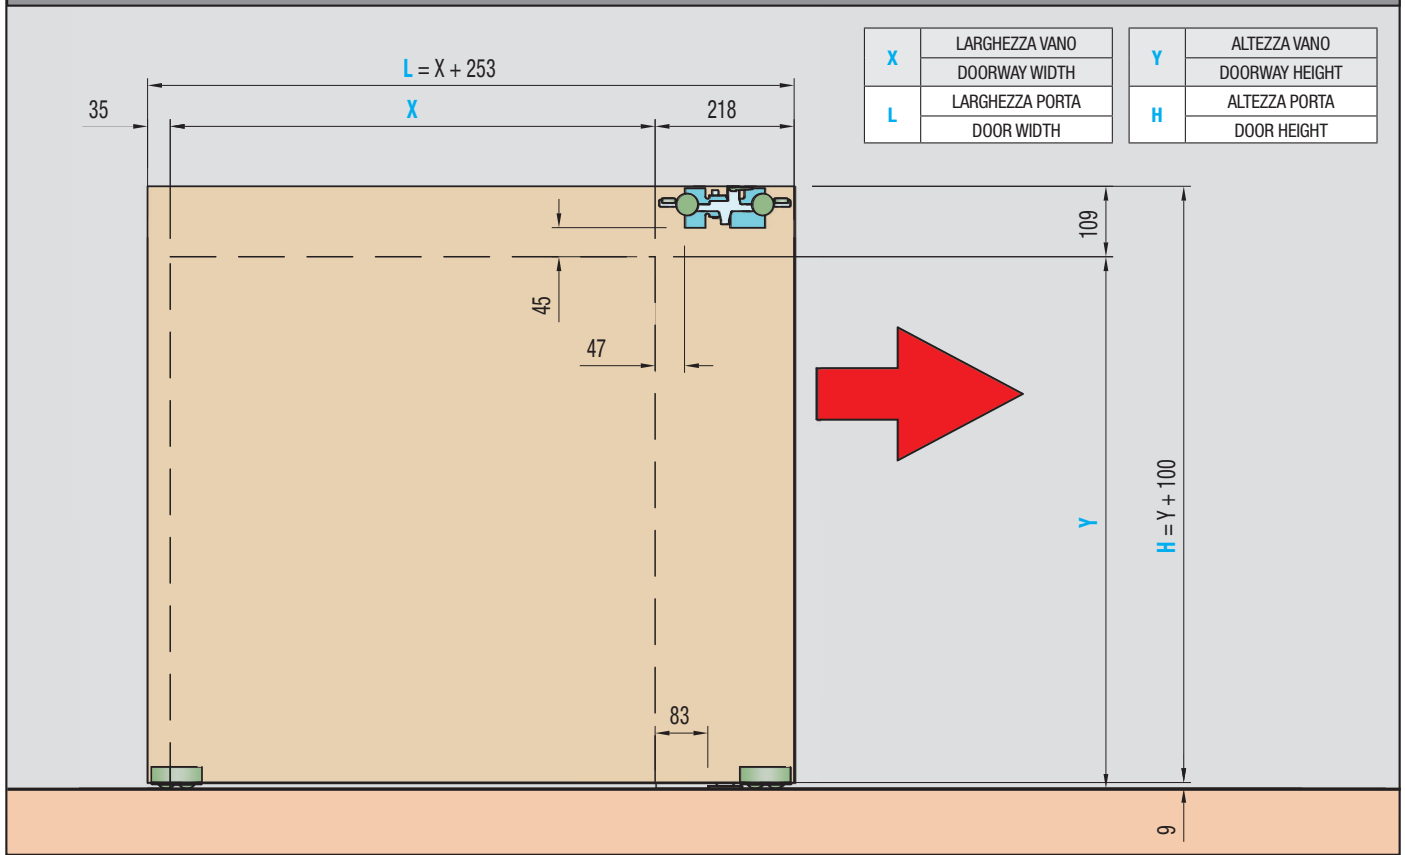 X
LARGHEZZA VANO
DOORWAY WIDTH
L
LARGHEZZA PORTA
DOOR WIDTH
Y
ALTEZZA VANO
DOORWAY HEIGHT
H
ALTEZZA PORTA
DOOR HEIGHT
L = X + 253
35
X
218
109
45
47
Y
H = Y + 100
83
9